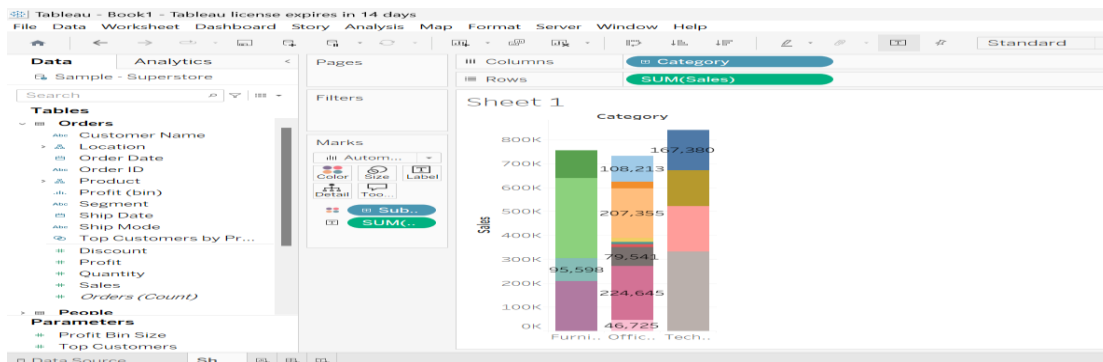 Tableau - Book1 - Tableau license expires in 14 days
File Data Worksheet Dashboard Story Analysis Map Format Server Window Help
Standard
Data Analytics
Pages
Columns
Category
Sample - Superstore
Rows
SUM(Sales)
Search
Filters
Sheet 1
Tables
Category
Orders
Abc Customer Name
Location
Order Date
Abc Order ID
Product
Profit (bin)
Abc Segment
Ship Date
Abc Ship Mode
Top Customers by Pr...
# Discount
# Profit
# Quantity
# Sales
# Orders (Count)
People
Parameters
# Profit Bin Size
# Top Customers
Marks
Autom...
Color Size Label
Detail Too...
Sub..
SUM(..
Sales
800K
700K
600K
500K
400K
300K
200K
100K
0K
167,380
108,213
207,355
79,541
95,598
224,645
46,725
Furni.. Offic.. Tech..
Data Source
Sh